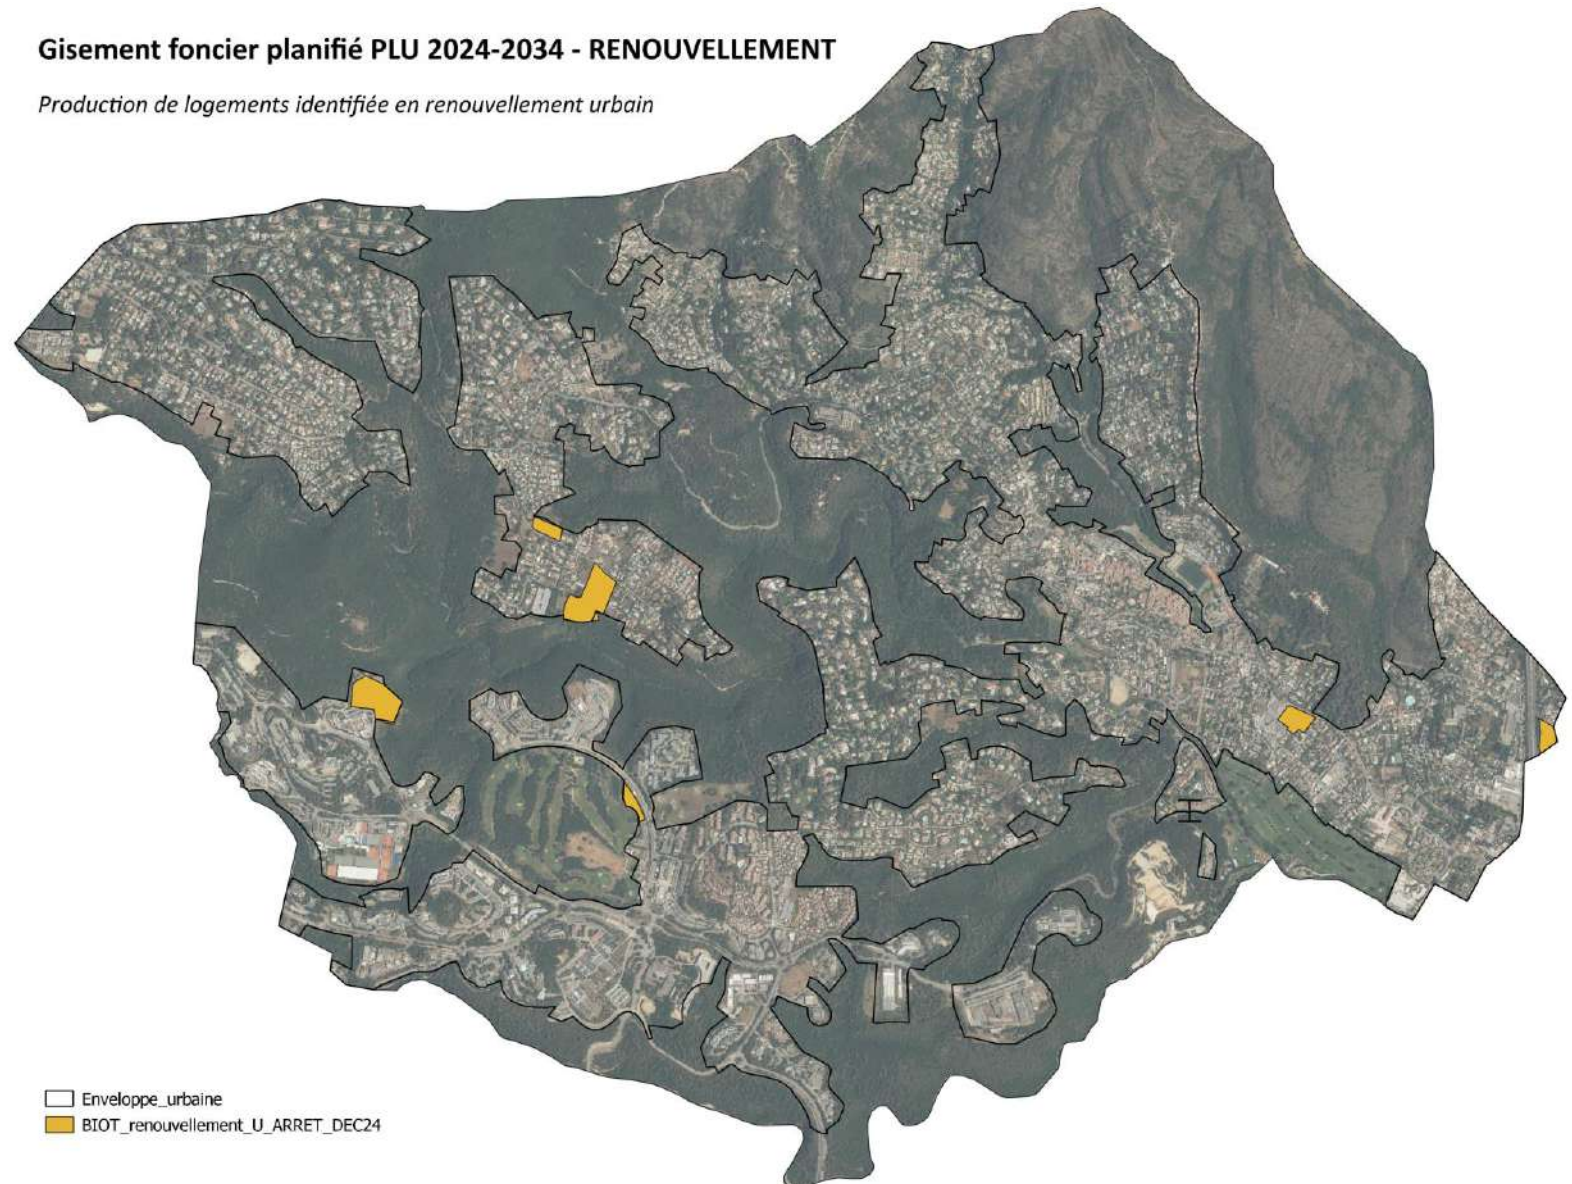 Gisement foncier planifié PLU 2024-2034 - RENOUVELLEMENT
Production de logements identifiée en renouvellement urbain
Enveloppe_urbaine
BIOT_renouvellement_U_ARRET_DEC24